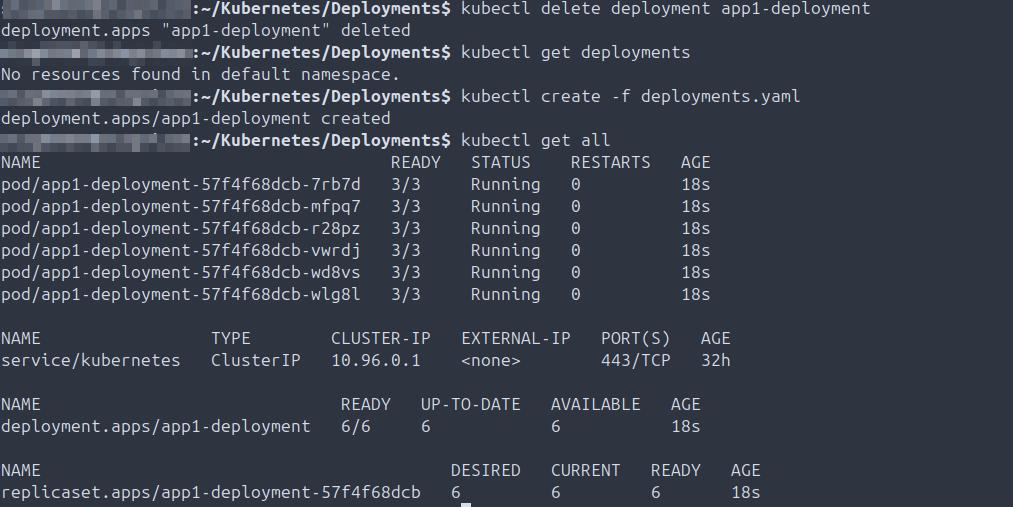 :~/Kubernetes/Deployments$ kubectl delete deployment app1-deployment
deployment.apps "app1-deployment" deleted
:~/Kubernetes/Deployments$ kubectl get deployments
No resources found in default namespace.
:~/Kubernetes/Deployments$ kubectl create -f deployments.yaml
deployment.apps/app1-deployment created
:~/Kubernetes/Deployments$ kubectl get all
NAME READY STATUS RESTARTS AGE
pod/app1-deployment-57f4f68dcb-7rb7d 3/3 Running 0 18s
pod/app1-deployment-57f4f68dcb-mfpq7 3/3 Running 0 18s
pod/app1-deployment-57f4f68dcb-r28pz 3/3 Running 0 18s
pod/app1-deployment-57f4f68dcb-vwrdj 3/3 Running 0 18s
pod/app1-deployment-57f4f68dcb-wd8vs 3/3 Running 0 18s
pod/app1-deployment-57f4f68dcb-wlg8l 3/3 Running 0 18s
NAME TYPE CLUSTER-IP EXTERNAL-IP PORT(S) AGE
service/kubernetes ClusterIP 10.96.0.1 <none> 443/TCP 32h
NAME READY UP-TO-DATE AVAILABLE AGE
deployment.apps/app1-deployment 6/6 6 6 18s
NAME DESIRED CURRENT READY AGE
replicaset.apps/app1-deployment-57f4f68dcb 6 6 6 18s